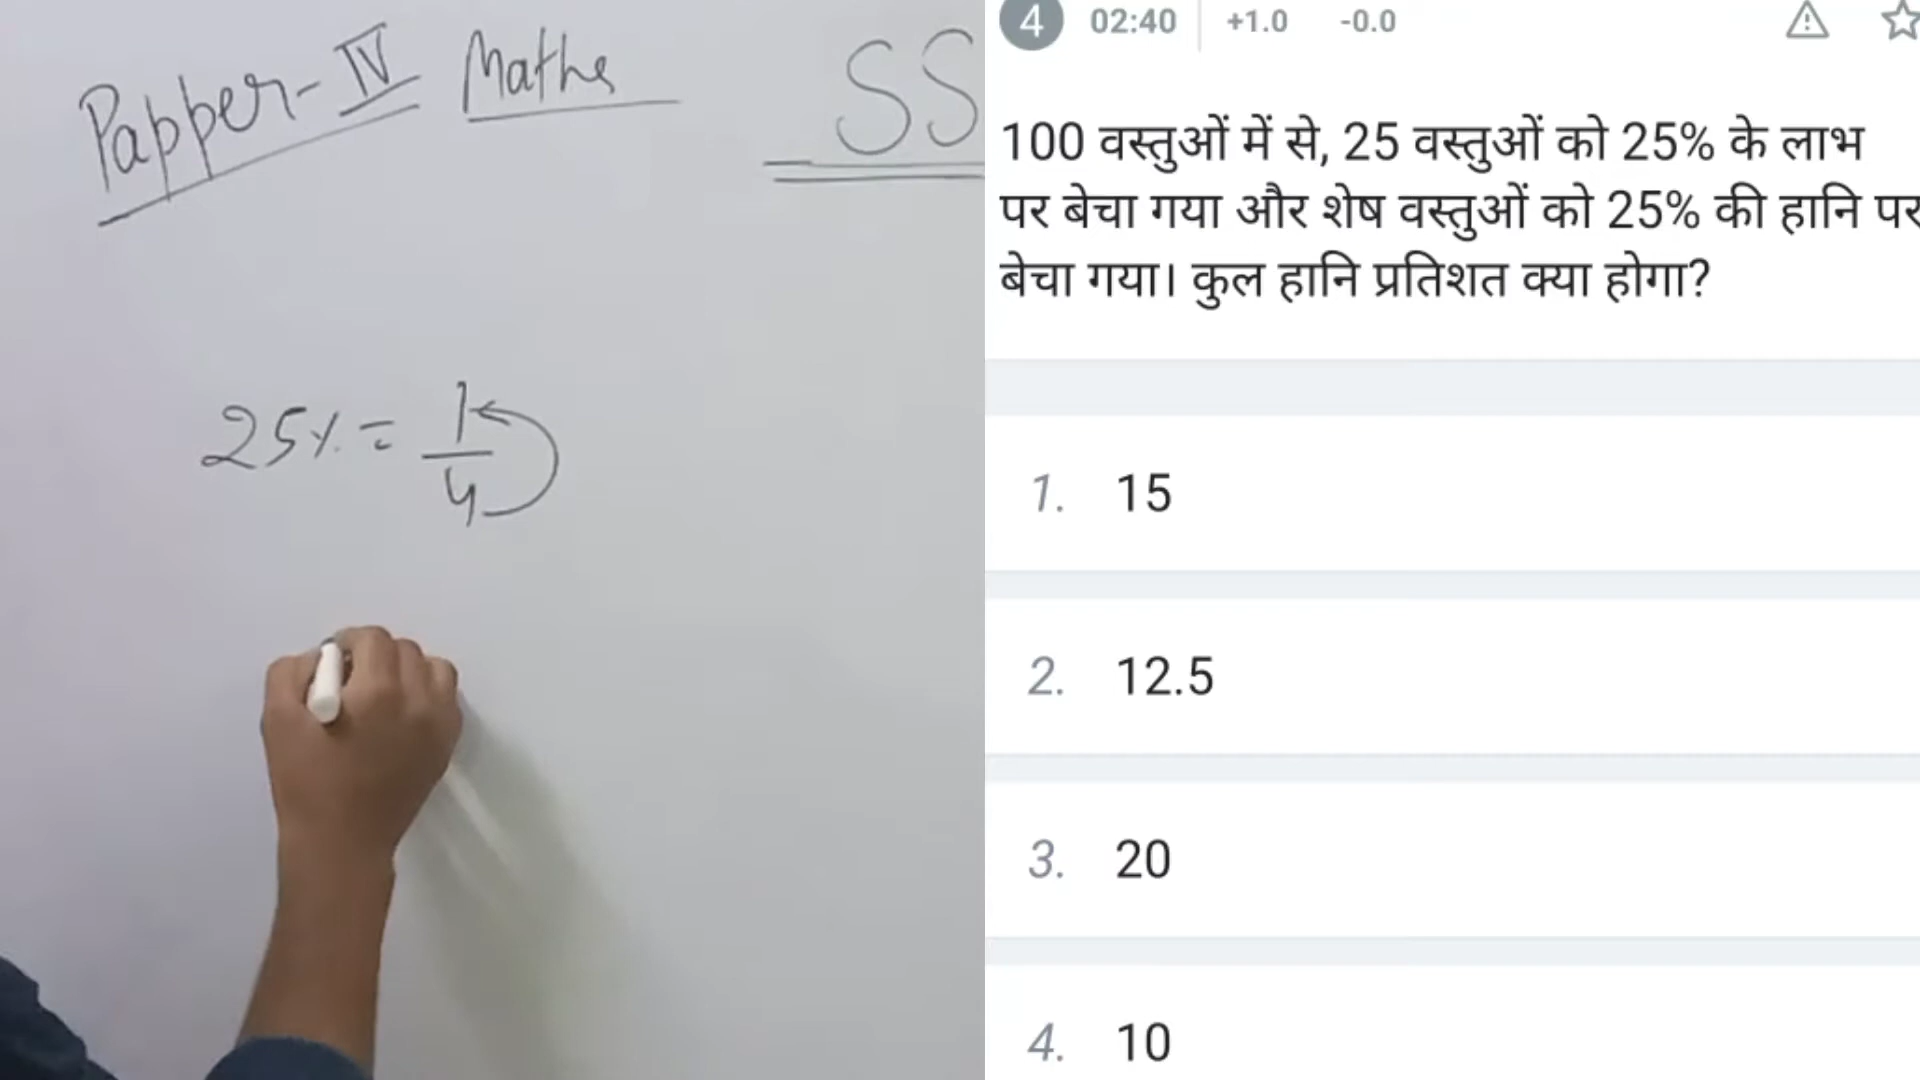 Papper-IV Maths SS
25% = 1/4
4 02:40 +1.0 -0.0
100 वस्तुओं में से, 25 वस्तुओं को 25% के लाभ
पर बेचा गया और शेष वस्तुओं को 25% की हानि पर
बेचा गया। कुल हानि प्रतिशत क्या होगा?
1. 15
2. 12.5
3. 20
4. 10